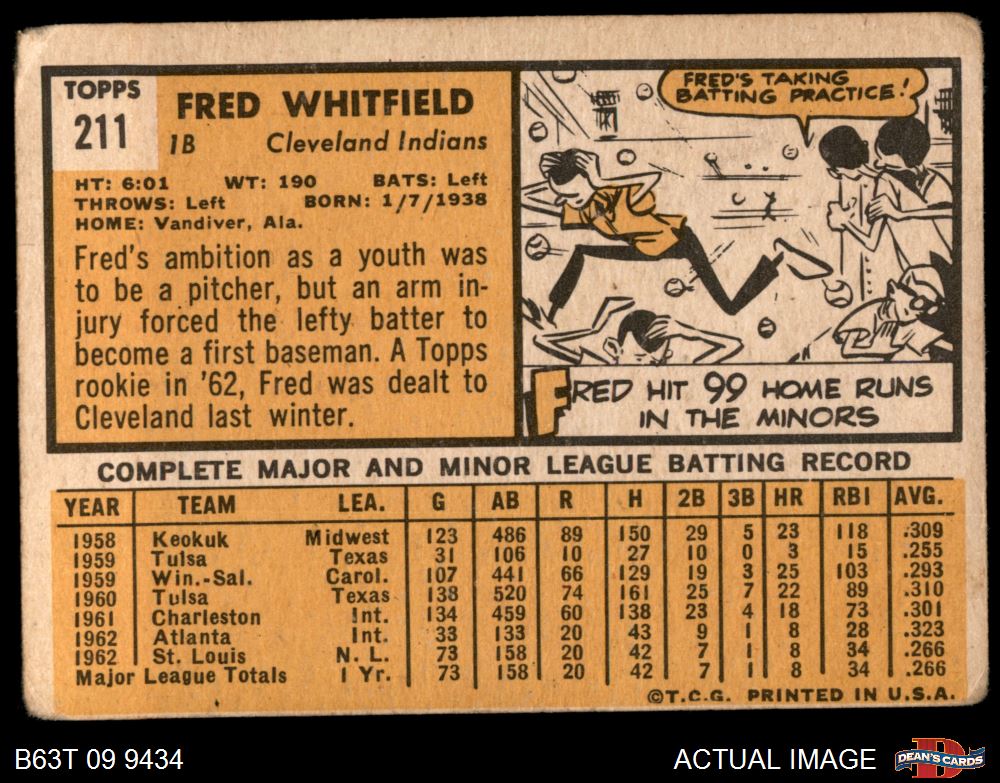 TOPPS
211
FRED WHITFIELD
1B Cleveland Indians
HT: 6:01 WT: 190 BATS: Left
THROWS: Left BORN: 1/7/1938
HOME: Vandiver, Ala.
Fred's ambition as a youth was
to be a pitcher, but an arm in-
jury forced the lefty batter to
become a first baseman. A Topps
rookie in '62, Fred was dealt to
Cleveland last winter.
FRED'S TAKING
BATTING PRACTICE!
FRED HIT 99 HOME RUNS
IN THE MINORS
COMPLETE MAJOR AND MINOR LEAGUE BATTING RECORD
YEAR TEAM LEA. G AB R H 2B 3B HR RBI AVG.
1958 Keokuk Midwest 123 486 89 150 29 5 23 118 .309
1959 Tulsa Texas 31 106 10 27 10 0 3 15 .255
1959 Win.-Sal. Carol. 107 441 66 129 19 3 25 103 .293
1960 Tulsa Texas 138 520 74 161 25 7 22 89 .310
1961 Charleston Int. 134 459 60 138 23 4 18 73 .301
1962 Atlanta Int. 33 133 20 43 9 1 8 28 .323
1962 St. Louis N. L. 73 158 20 42 7 1 8 34 .266
Major League Totals 1 Yr. 73 158 20 42 7 1 8 34 .266
©T.C.G. PRINTED IN U.S.A.
B63T 09 9434
ACTUAL IMAGE
DEAN'S CARDS